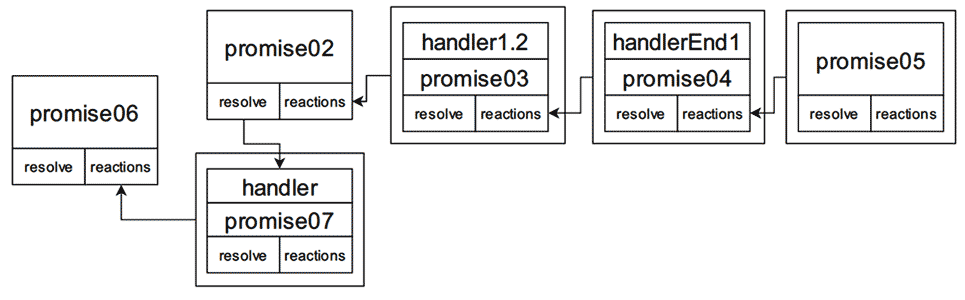 promise06
resolve reactions
promise02
resolve reactions
handler1.2
promise03
resolve reactions
handlerEnd1
promise04
resolve reactions
promise05
resolve reactions
handler
promise07
resolve reactions